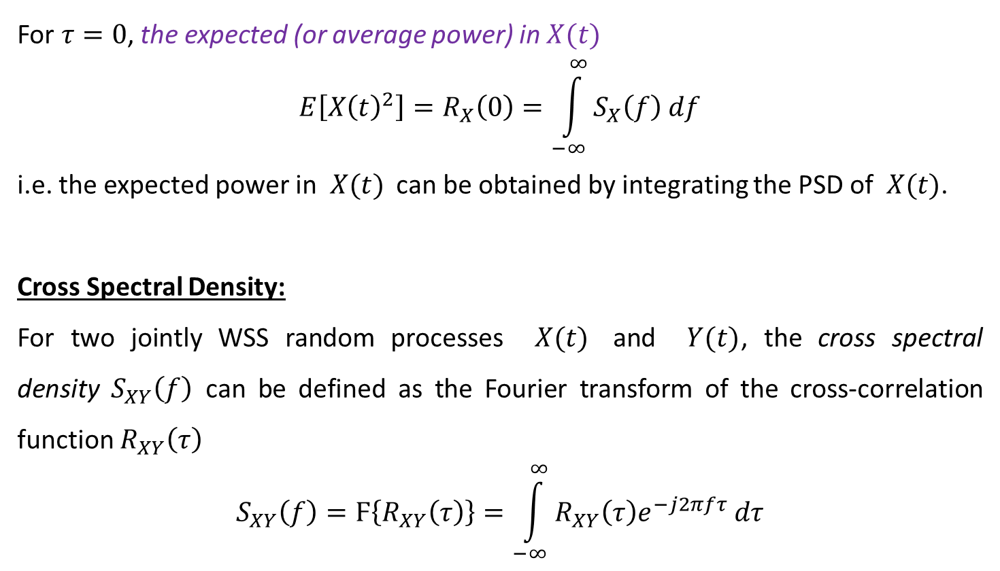 For τ = 0, the expected (or average power) in X(t)
E[X(t)²] = R_X(0) = ∫_{−∞}^{∞} S_X(f) df
i.e. the expected power in X(t) can be obtained by integrating the PSD of X(t).
Cross Spectral Density:
For two jointly WSS random processes X(t) and Y(t), the cross spectral
density S_XY(f) can be defined as the Fourier transform of the cross-correlation
function R_XY(τ)
S_XY(f) = F{R_XY(τ)} = ∫_{−∞}^{∞} R_XY(τ)e^{−j2πfτ} dτ